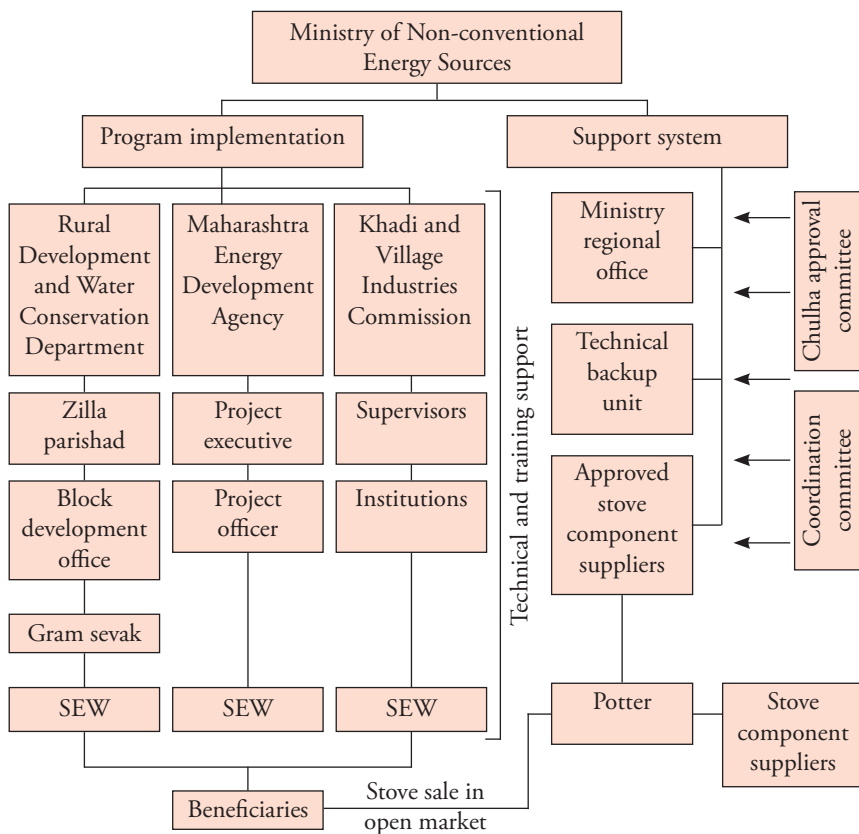 Ministry of Non-conventional
Energy Sources
Program implementation
Support system
Rural
Development
and Water
Conservation
Department
Maharashtra
Energy
Development
Agency
Khadi and
Village
Industries
Commission
Zilla
parishad
Project
executive
Supervisors
Block
development
office
Project
officer
Institutions
Gram sevak
SEW
SEW
SEW
Beneficiaries
Technical and training support
Stove sale in
open market
Ministry
regional
office
Technical
backup
unit
Approved
stove
component
suppliers
Potter
Stove
component
suppliers
Chulha approval
committee
Coordination
committee